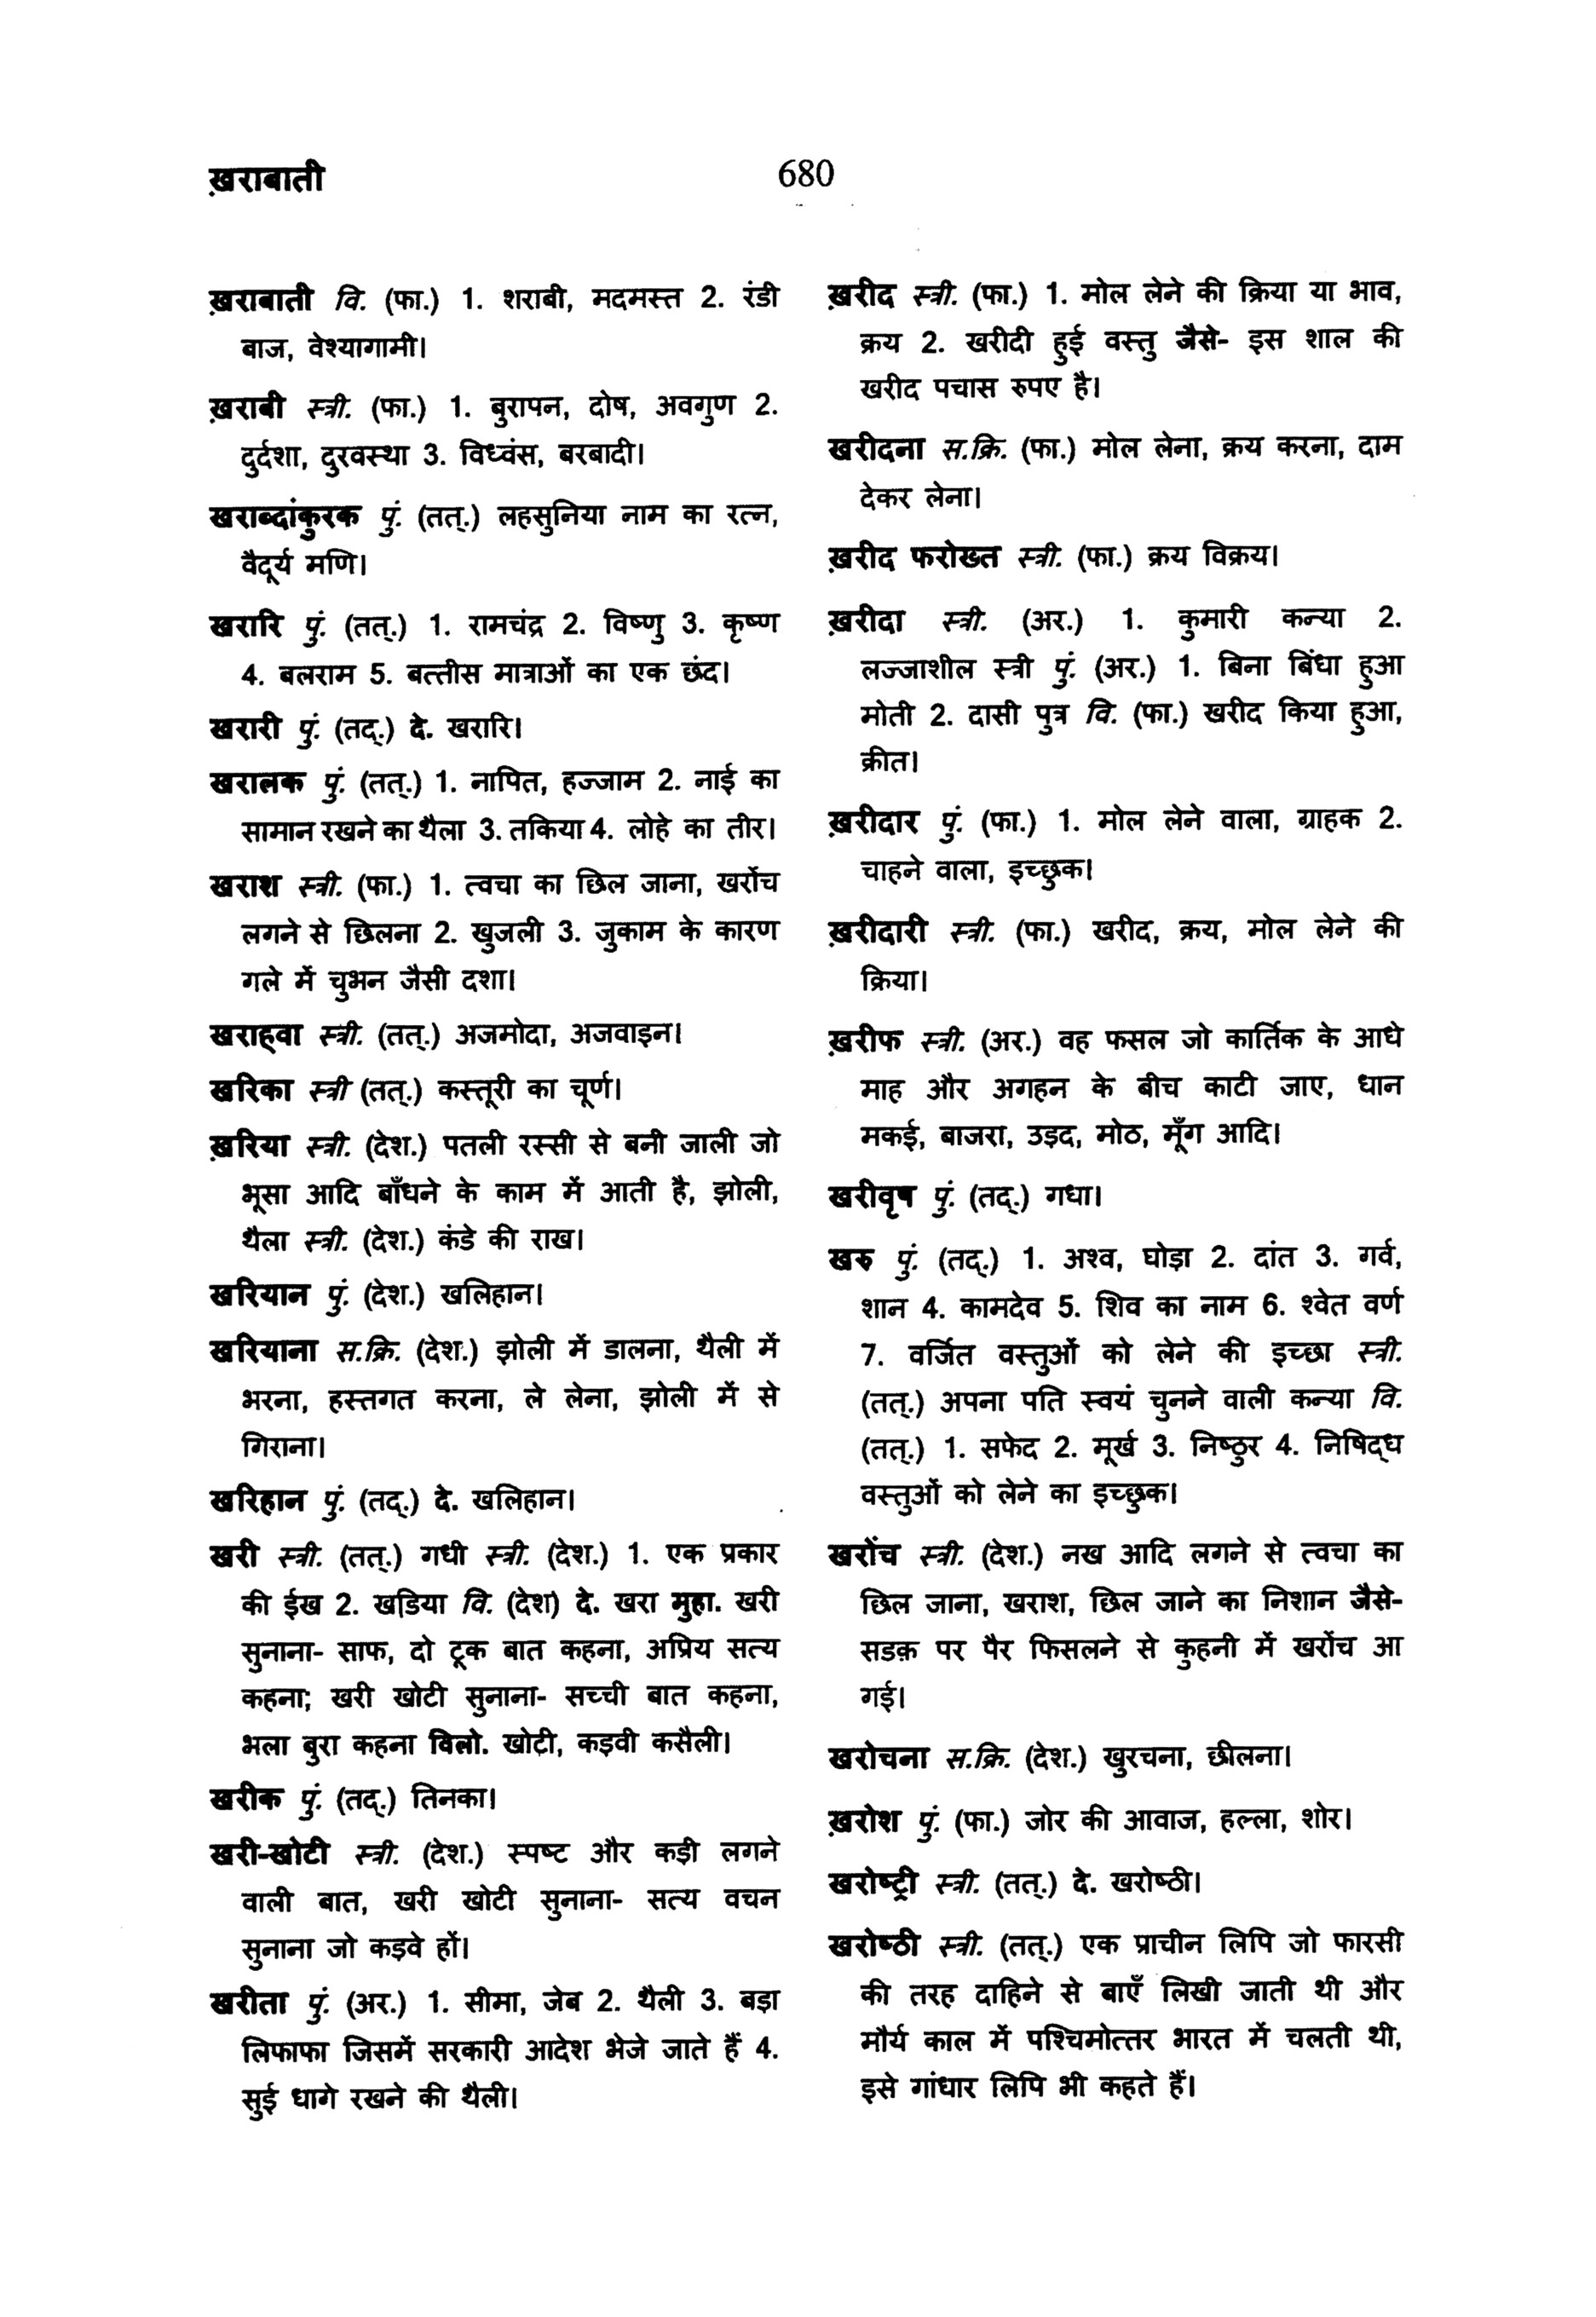 ख़राबाती
680
ख़राबाती वि. (फा.) 1. शराबी, मदमस्त 2. रंडी
बाज, वेश्यागामी।
ख़राबी स्त्री. (फा.) 1. बुरापन, दोष, अवगुण 2.
दुर्दशा, दुरवस्था 3. विध्वंस, बरबादी।
खराब्दांकुरक पुं. (तत्.) लहसुनिया नाम का रत्न,
वैदूर्य मणि।
खरारि पुं. (तत्.) 1. रामचंद्र 2. विष्णु 3. कृष्ण
4. बलराम 5. बत्तीस मात्राओं का एक छंद।
खरारी पुं. (तद्.) दे. खरारि।
खरालक पुं. (तत्.) 1. नापित, हज्जाम 2. नाई का
सामान रखने का थैला 3. तकिया 4. लोहे का तीर।
खराश स्त्री. (फा.) 1. त्वचा का छिल जाना, खरोंच
लगने से छिलना 2. खुजली 3. जुकाम के कारण
गले में चुभन जैसी दशा।
खराह्वा स्त्री. (तत्.) अजमोदा, अजवाइन।
खरिका स्त्री (तत्.) कस्तूरी का चूर्ण।
ख़रिया स्त्री. (देश.) पतली रस्सी से बनी जाली जो
भूसा आदि बाँधने के काम में आती है, झोली,
थैला स्त्री. (देश.) कंडे की राख।
खरियान पुं. (देश.) खलिहान।
खरियाना स.क्रि. (देश.) झोली में डालना, थैली में
भरना, हस्तगत करना, ले लेना, झोली में से
गिराना।
खरिहान पुं. (तद्.) दे. खलिहान।
खरी स्त्री. (तत्.) गधी स्त्री. (देश.) 1. एक प्रकार
की ईख 2. खडिया वि. (देश) दे. खरा मुहा. खरी
सुनाना- साफ, दो टूक बात कहना, अप्रिय सत्य
कहना; खरी खोटी सुनाना- सच्ची बात कहना,
भला बुरा कहना विलो. खोटी, कड़वी कसैली।
खरीक पुं. (तद्.) तिनका।
खरी-खोटी स्त्री. (देश.) स्पष्ट और कड़ी लगने
वाली बात, खरी खोटी सुनाना- सत्य वचन
सुनाना जो कड़वे हों।
खरीता पुं. (अर.) 1. सीमा, जेब 2. थैली 3. बड़ा
लिफाफा जिसमें सरकारी आदेश भेजे जाते हैं 4.
सुई धागे रखने की थैली।
ख़रीद स्त्री. (फा.) 1. मोल लेने की क्रिया या भाव,
क्रय 2. खरीदी हुई वस्तु जैसे- इस शाल की
खरीद पचास रुपए है।
खरीदना स.क्रि. (फा.) मोल लेना, क्रय करना, दाम
देकर लेना।
ख़रीद फरोख्त स्त्री. (फा.) क्रय विक्रय।
ख़रीदा स्त्री. (अर.) 1. कुमारी कन्या 2.
लज्जाशील स्त्री पुं. (अर.) 1. बिना बिंधा हुआ
मोती 2. दासी पुत्र वि. (फा.) खरीद किया हुआ,
क्रीत।
ख़रीदार पुं. (फा.) 1. मोल लेने वाला, ग्राहक 2.
चाहने वाला, इच्छुक।
ख़रीदारी स्त्री. (फा.) खरीद, क्रय, मोल लेने की
क्रिया।
ख़रीफ स्त्री. (अर.) वह फसल जो कार्तिक के आधे
माह और अगहन के बीच काटी जाए, धान
मकई, बाजरा, उड़द, मोठ, मूँग आदि।
खरीवृष पुं. (तद्.) गधा।
खरु पुं. (तद्.) 1. अश्व, घोड़ा 2. दांत 3. गर्व,
शान 4. कामदेव 5. शिव का नाम 6. श्वेत वर्ण
7. वर्जित वस्तुओं को लेने की इच्छा स्त्री.
(तत्.) अपना पति स्वयं चुनने वाली कन्या वि.
(तत्.) 1. सफेद 2. मूर्ख 3. निष्ठुर 4. निषिद्ध
वस्तुओं को लेने का इच्छुक।
खरोंच स्त्री. (देश.) नख आदि लगने से त्वचा का
छिल जाना, खराश, छिल जाने का निशान जैसे-
सडक़ पर पैर फिसलने से कुहनी में खरोंच आ
गई।
खरोचना स.क्रि. (देश.) खुरचना, छीलना।
ख़रोश पुं. (फा.) जोर की आवाज, हल्ला, शोर।
खरोष्ट्री स्त्री. (तत्.) दे. खरोष्ठी।
खरोष्ठी स्त्री. (तत्.) एक प्राचीन लिपि जो फारसी
की तरह दाहिने से बाएँ लिखी जाती थी और
मौर्य काल में पश्चिमोत्तर भारत में चलती थी,
इसे गांधार लिपि भी कहते हैं।